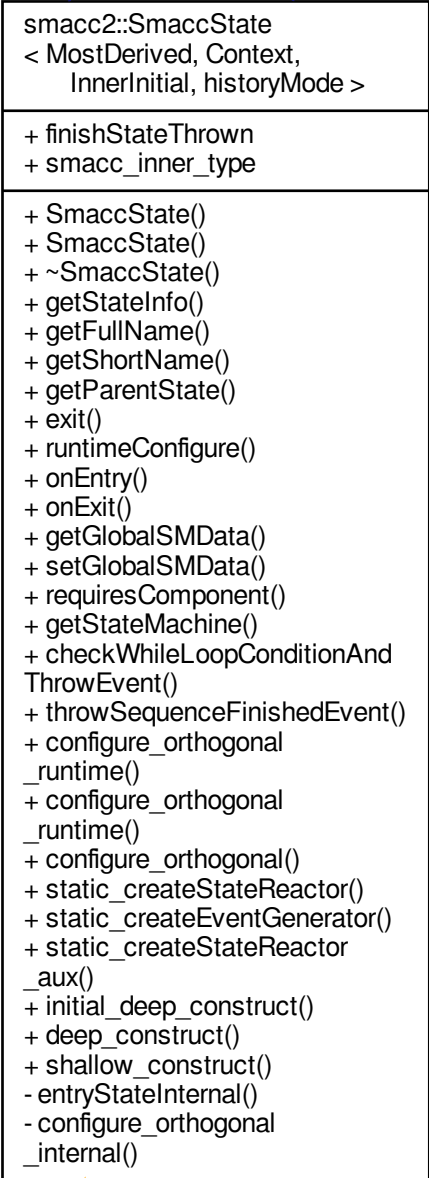 smacc2::SmaccState
< MostDerived, Context,
InnerInitial, historyMode >
+ finishStateThrown
+ smacc_inner_type
+ SmaccState()
+ SmaccState()
+ ~SmaccState()
+ getStateInfo()
+ getFullName()
+ getShortName()
+ getParentState()
+ exit()
+ runtimeConfigure()
+ onEntry()
+ onExit()
+ getGlobalSMData()
+ setGlobalSMData()
+ requiresComponent()
+ getStateMachine()
+ checkWhileLoopConditionAnd
ThrowEvent()
+ throwSequenceFinishedEvent()
+ configure_orthogonal
_runtime()
+ configure_orthogonal
_runtime()
+ configure_orthogonal()
+ static_createStateReactor()
+ static_createEventGenerator()
+ static_createStateReactor
_aux()
+ initial_deep_construct()
+ deep_construct()
+ shallow_construct()
- entryStateInternal()
- configure_orthogonal
_internal()